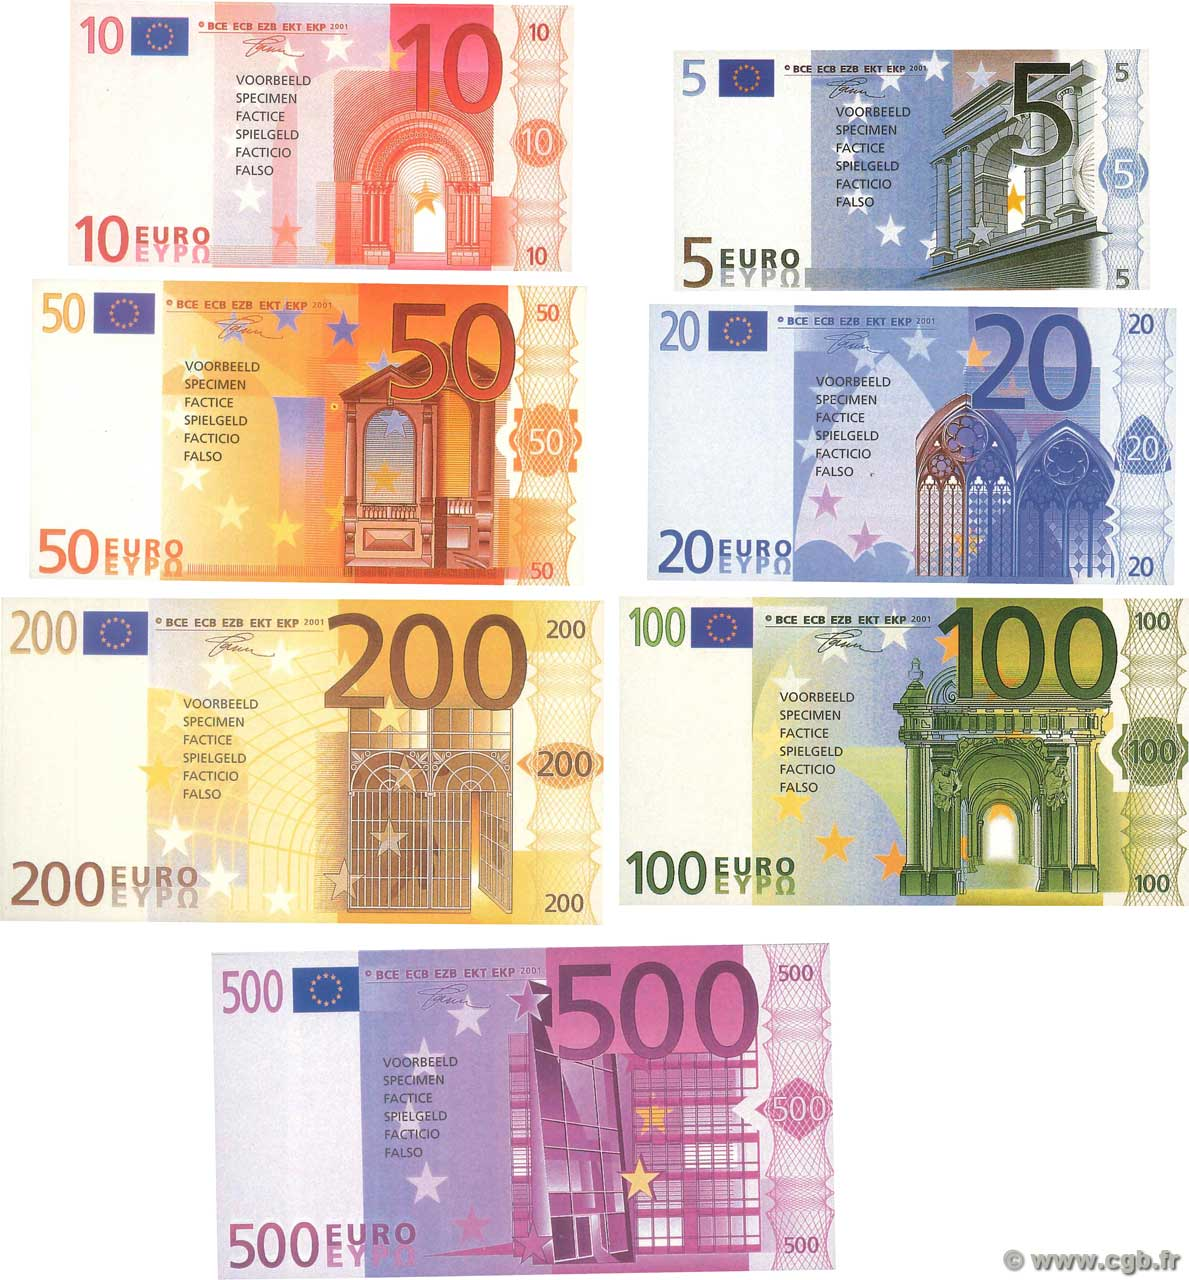 10
© BCE ECB EZB EKT EKP 2001
10
10
VOORBEELD
SPECIMEN
FACTICE
SPIELGELD
FACTICIO
FALSO
10
10 EURO
ΕΥΡΩ
10
5
© BCE ECB EZB EKT EKP 2001
5
5
VOORBEELD
SPECIMEN
FACTICE
SPIELGELD
FACTICIO
FALSO
5
5 EURO
ΕΥΡΩ
5
50
© BCE ECB EZB EKT EKP 2001
50
50
VOORBEELD
SPECIMEN
FACTICE
SPIELGELD
FACTICIO
FALSO
50
50 EURO
ΕΥΡΩ
50
20
© BCE ECB EZB EKT EKP 2001
20
20
VOORBEELD
SPECIMEN
FACTICE
SPIELGELD
FACTICIO
FALSO
20
20 EURO
ΕΥΡΩ
20
200
© BCE ECB EZB EKT EKP 2001
200
200
VOORBEELD
SPECIMEN
FACTICE
SPIELGELD
FACTICIO
FALSO
200
200 EURO
ΕΥΡΩ
200
100
© BCE ECB EZB EKT EKP 2001
100
100
VOORBEELD
SPECIMEN
FACTICE
SPIELGELD
FACTICIO
FALSO
100
100 EURO
ΕΥΡΩ
100
500
© BCE ECB EZB EKT EKP 2001
500
500
VOORBEELD
SPECIMEN
FACTICE
SPIELGELD
FACTICIO
FALSO
500
500 EURO
ΕΥΡΩ
500
© www.cgb.fr